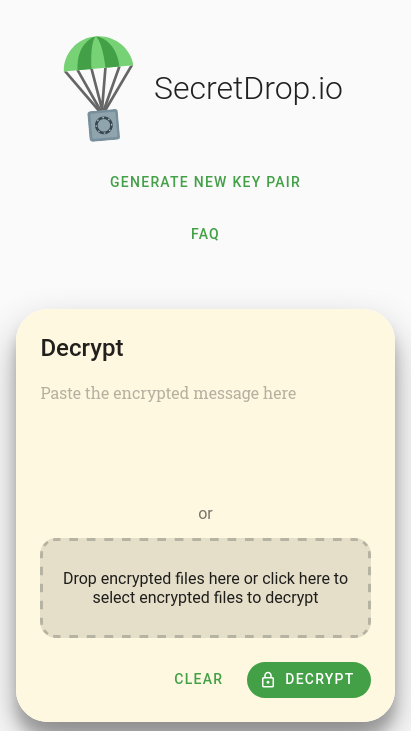 SecretDrop.io
GENERATE NEW KEY PAIR
FAQ
Decrypt
Paste the encrypted message here
or
Drop encrypted files here or click here to
select encrypted files to decrypt
CLEAR
DECRYPT